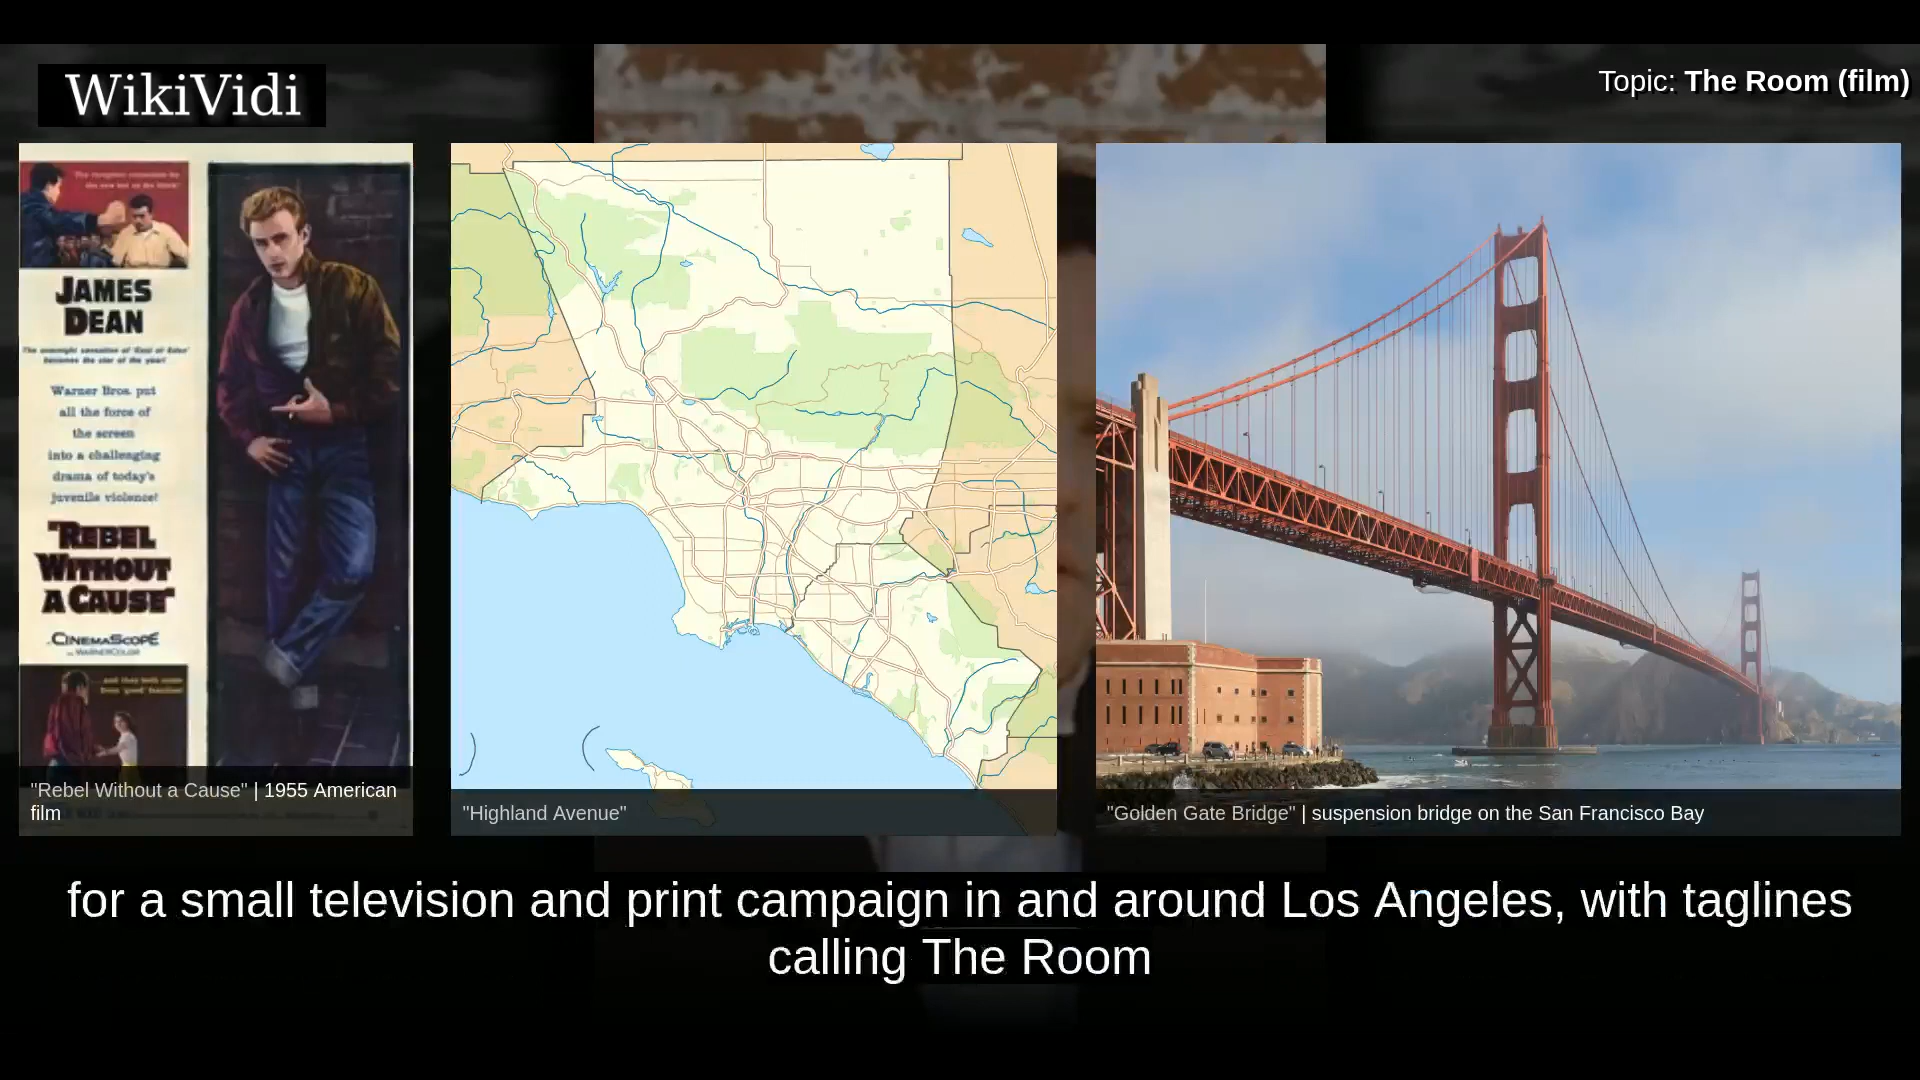 WikiVidi
Topic: The Room (film)
JAMES
DEAN
Warner Bros. put
all the force of
the screen
into a challenging
drama of today's
juvenile violence!
"REBEL
WITHOUT
A CAUSE"
CINEMASCOPE
WARNERCOLOR
"Rebel Without a Cause" | 1955 American
film
"Highland Avenue"
"Golden Gate Bridge" | suspension bridge on the San Francisco Bay
for a small television and print campaign in and around Los Angeles, with taglines
calling The Room